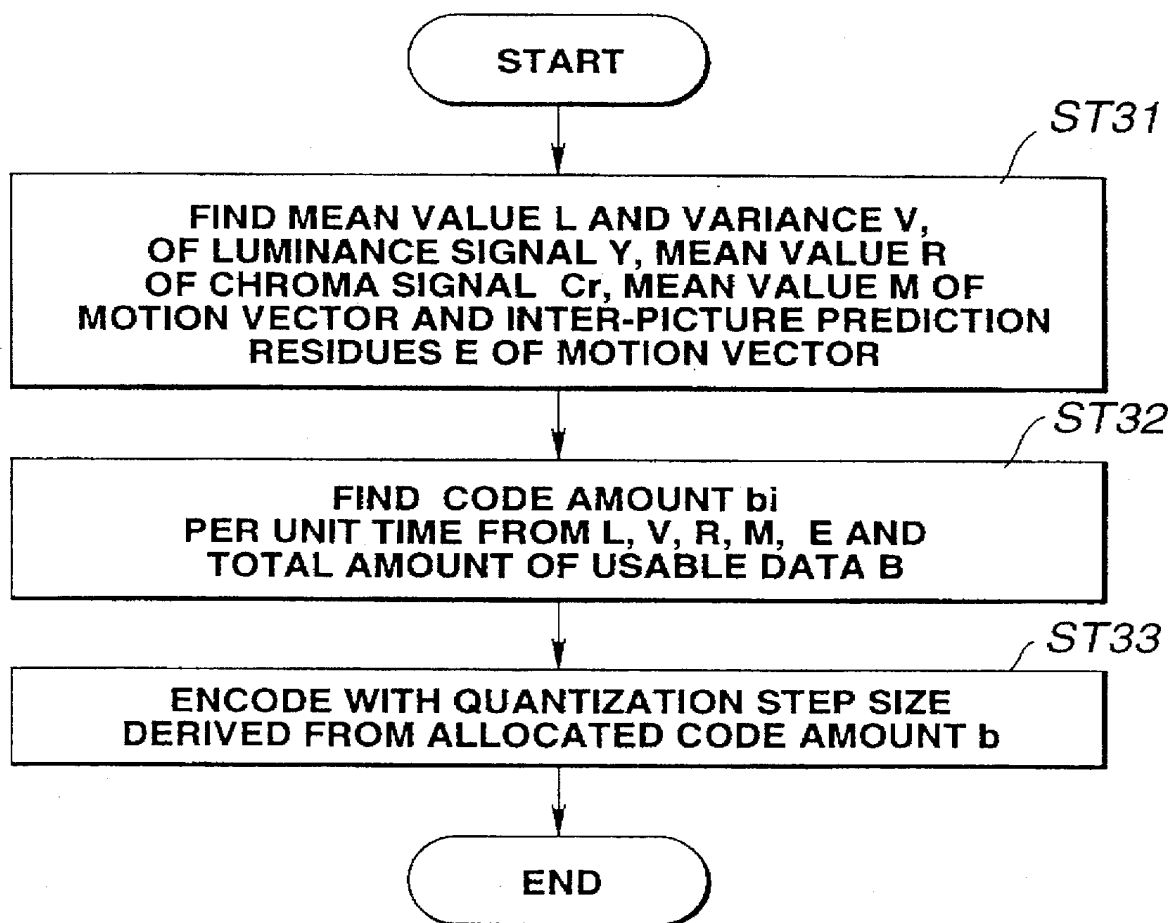 START
ST31
FIND MEAN VALUE L AND VARIANCE V,
OF LUMINANCE SIGNAL Y, MEAN VALUE R
OF CHROMA SIGNAL Cr, MEAN VALUE M OF
MOTION VECTOR AND INTER-PICTURE PREDICTION
RESIDUES E OF MOTION VECTOR
ST32
FIND CODE AMOUNT bi
PER UNIT TIME FROM L, V, R, M, E AND
TOTAL AMOUNT OF USABLE DATA B
ST33
ENCODE WITH QUANTIZATION STEP SIZE
DERIVED FROM ALLOCATED CODE AMOUNT b
END